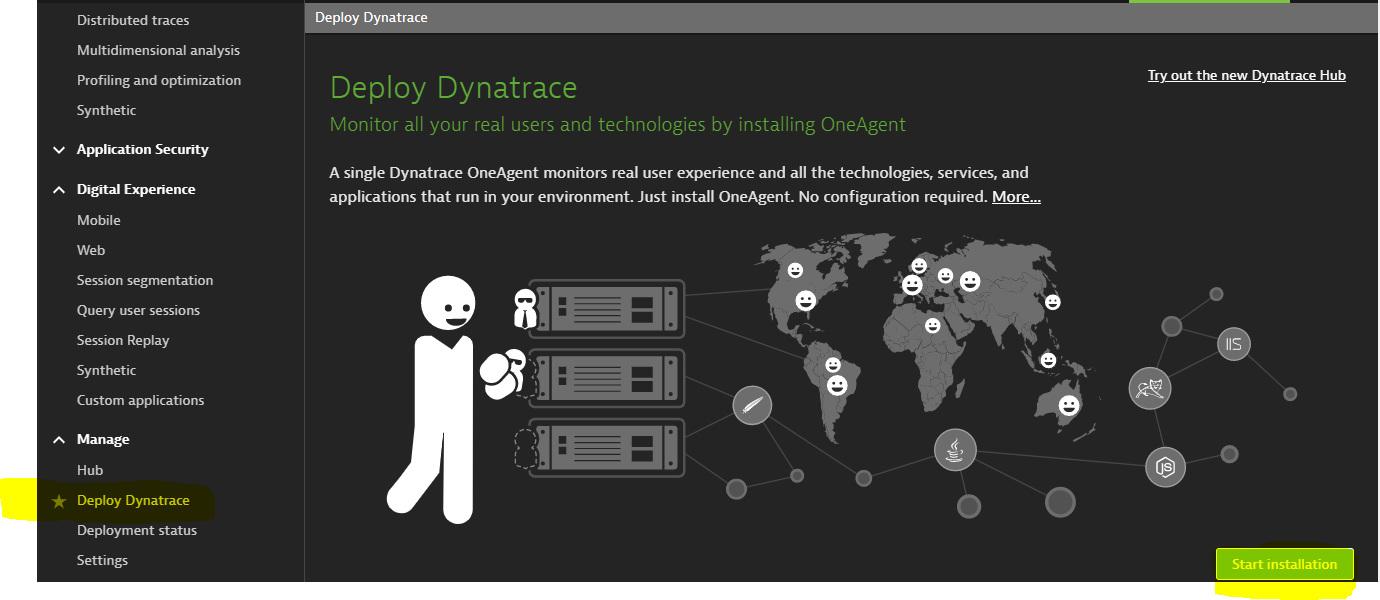 Distributed traces
Multidimensional analysis
Profiling and optimization
Synthetic
Application Security
Digital Experience
Mobile
Web
Session segmentation
Query user sessions
Session Replay
Synthetic
Custom applications
Manage
Hub
Deploy Dynatrace
Deployment status
Settings
Deploy Dynatrace
Try out the new Dynatrace Hub
Deploy Dynatrace
Monitor all your real users and technologies by installing OneAgent
A single Dynatrace OneAgent monitors real user experience and all the technologies, services, and
applications that run in your environment. Just install OneAgent. No configuration required. More...
IIS
JS
Start installation